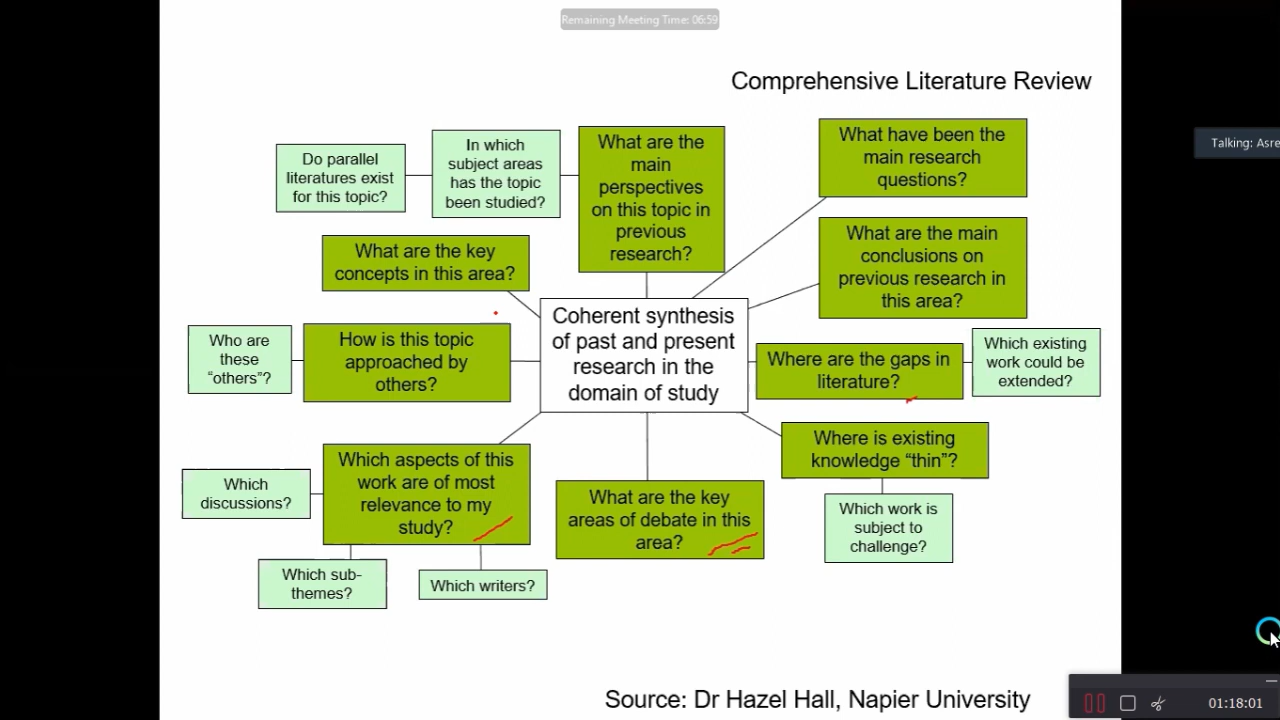 Remaining Meeting Time: 06:59
Comprehensive Literature Review
Talking: Asre
Do parallel
literatures exist
for this topic?
In which
subject areas
has the topic
been studied?
What are the
main
perspectives
on this topic in
previous
research?
What have been the
main research
questions?
What are the key
concepts in this area?
What are the main
conclusions on
previous research in
this area?
Coherent synthesis
of past and present
research in the
domain of study
Who are
these
“others”?
How is this topic
approached by
others?
Where are the gaps in
literature?
Which existing
work could be
extended?
Where is existing
knowledge “thin”?
Which
discussions?
Which aspects of this
work are of most
relevance to my
study?
What are the key
areas of debate in this
area?
Which work is
subject to
challenge?
Which sub-
themes?
Which writers?
Source: Dr Hazel Hall, Napier University
01:18:01